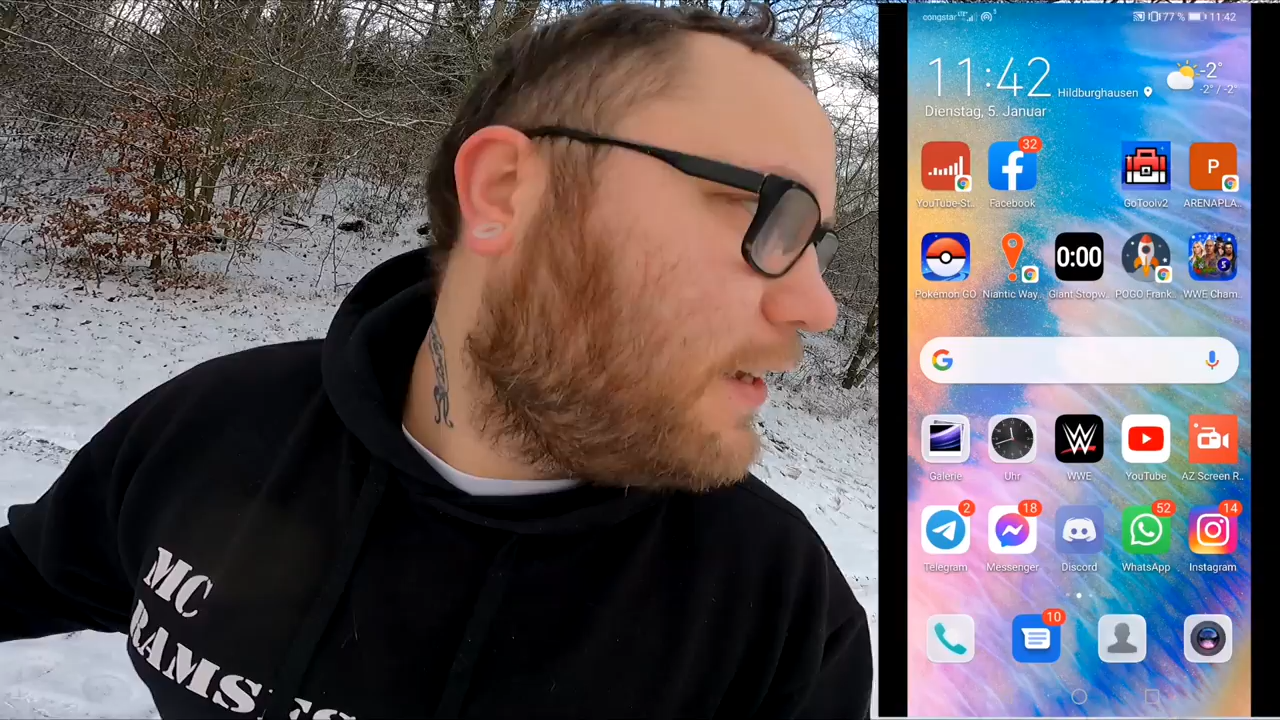 MC
RAMS
congstar
77 % 11.42
11:42
Hildburghausen
-2°
-2° / -2°
Dienstag, 5. Januar
32
P
YouTube-St..
Facebook
GoToolv2
ARENAPLA..
0:00
Pokémon GO
Niantic Way..
Giant Stopw..
POGO Frank..
WWE Cham..
G
Galerie
Uhr
WWE
YouTube
AZ Screen R..
2
18
52
14
Telegram
Messenger
Discord
WhatsApp
Instagram
10